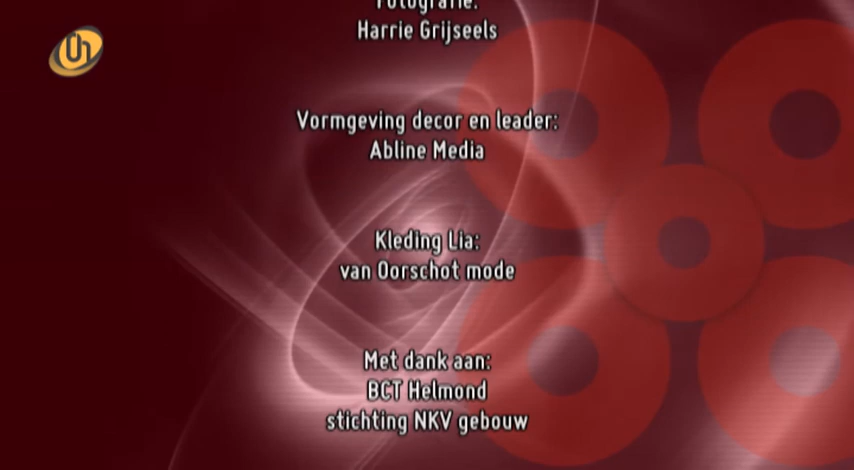 Fotografie:
Harrie Grijseels
Vormgeving decor en leader:
Abline Media
Kleding Lia:
van Oorschot mode
Met dank aan:
BCT Helmond
stichting NKV gebouw